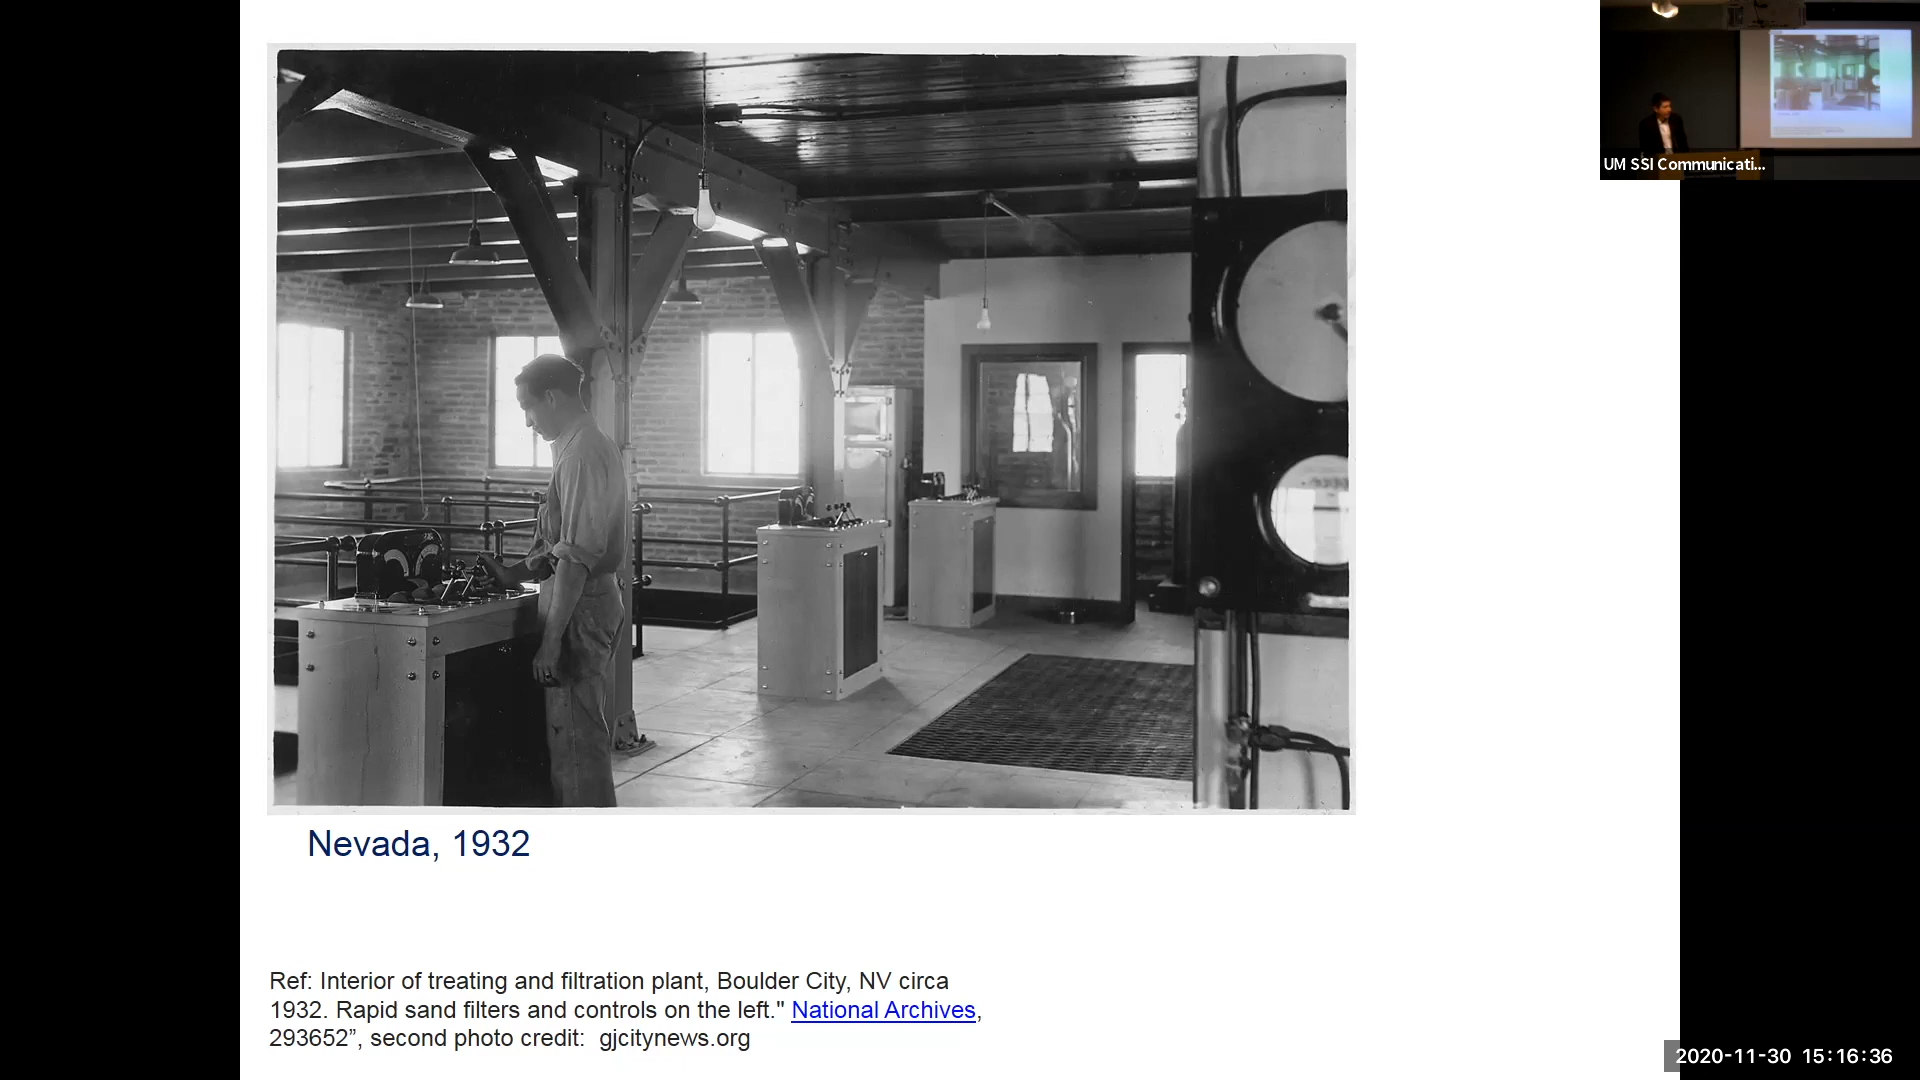 UM SSI Communicati...
Nevada, 1932
Ref: Interior of treating and filtration plant, Boulder City, NV circa
1932. Rapid sand filters and controls on the left." National Archives,
293652”, second photo credit:  gjcitynews.org
2020-11-30 15:16:36